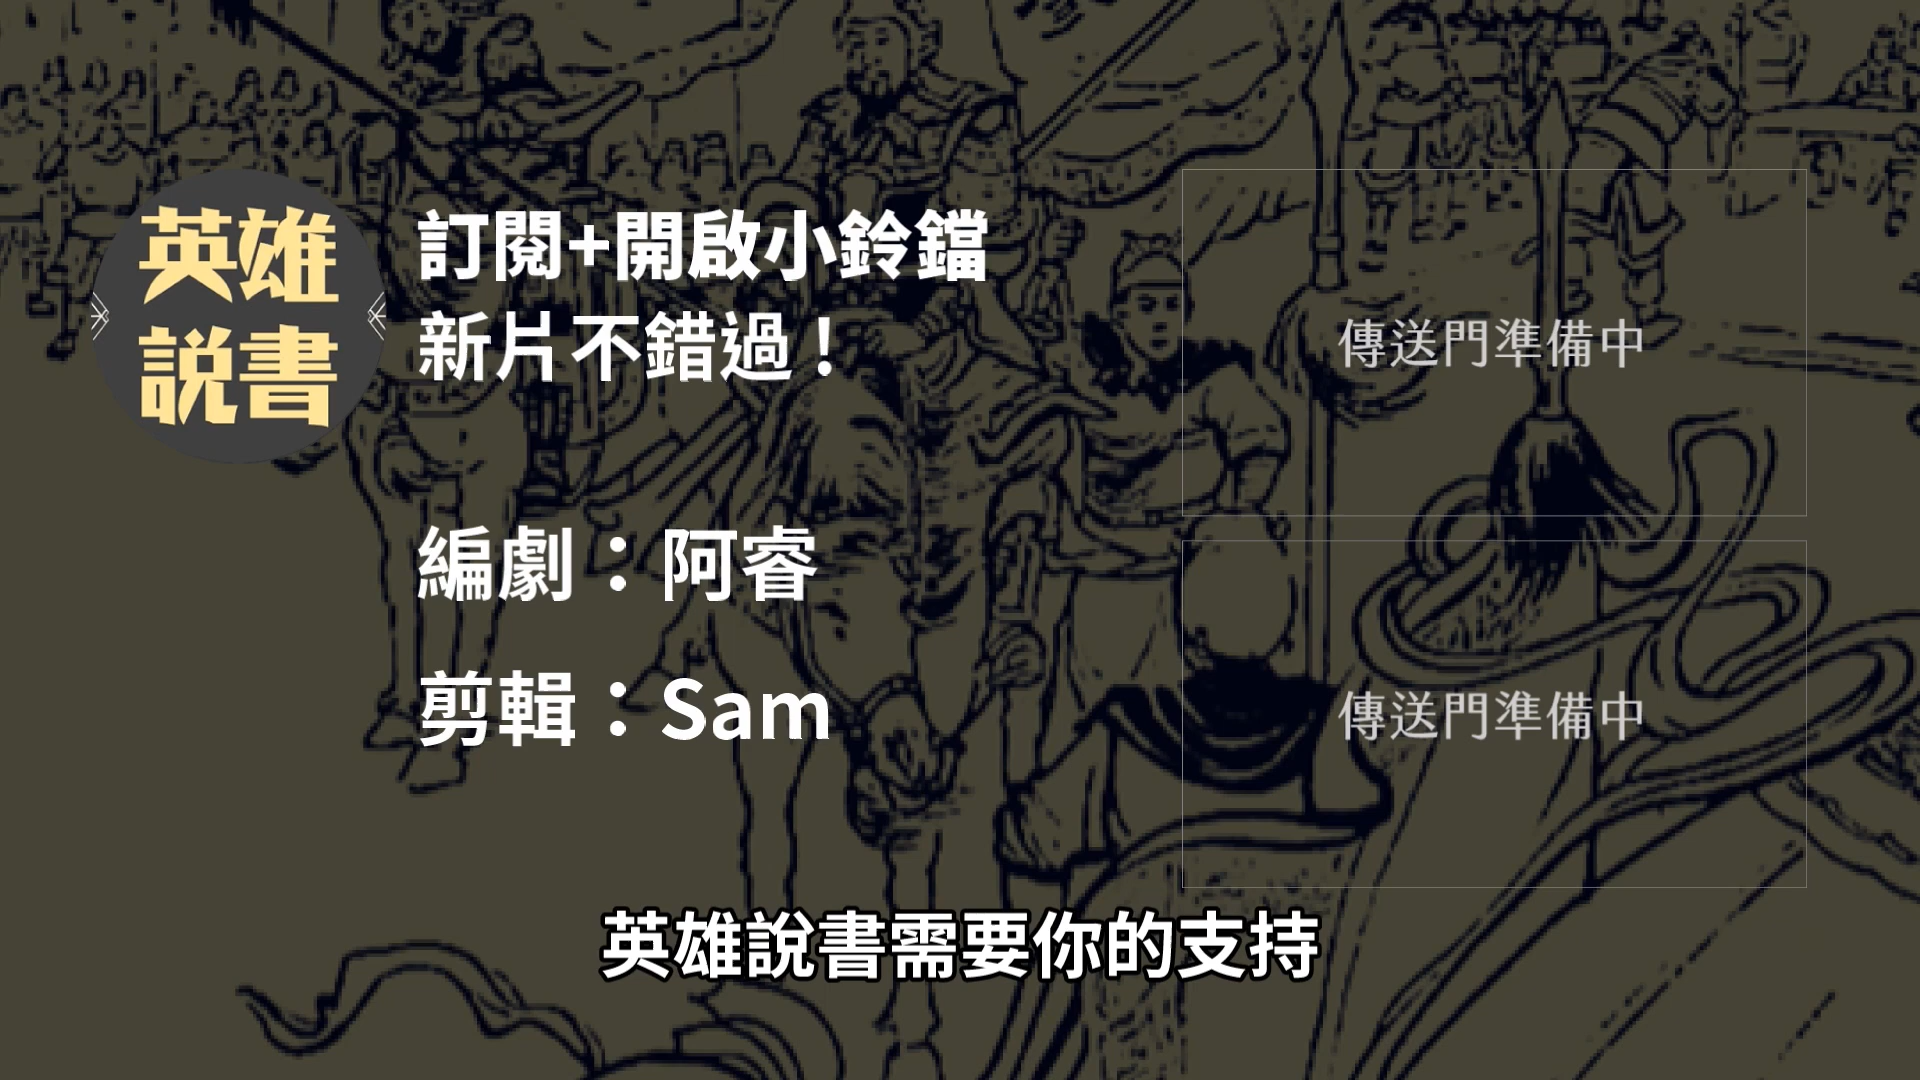 英雄
説書
訂閱+開啟小鈴鐺
新片不錯過！
編劇：阿睿
剪輯：Sam
傳送門準備中
傳送門準備中
英雄說書需要你的支持